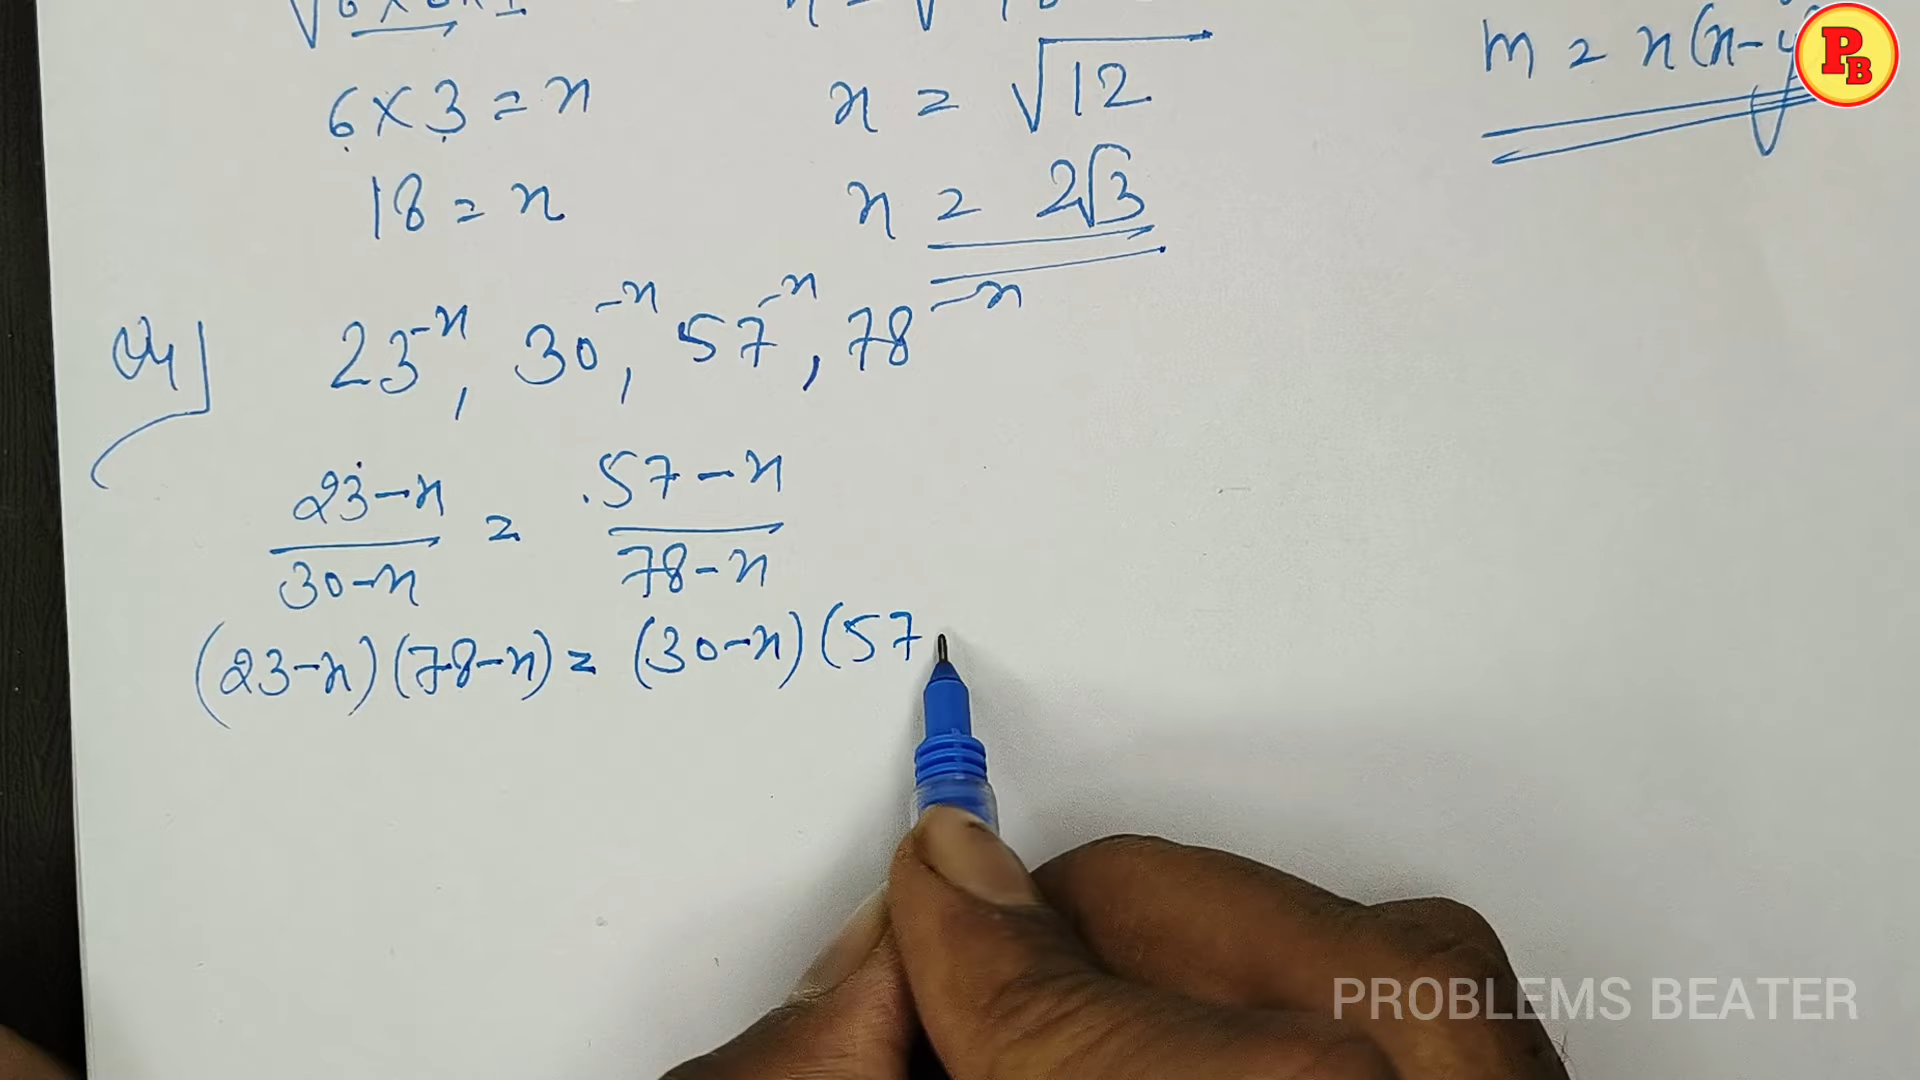 6×3=x
x = √12
m = x(x-y)
PB
18=x
x = 2√3
Q4] 23-x, 30-x, 57-x, 78-x
23-x/30-x = 57-x/78-x
(23-x)(78-x)=(30-x)(57
PROBLEMS BEATER